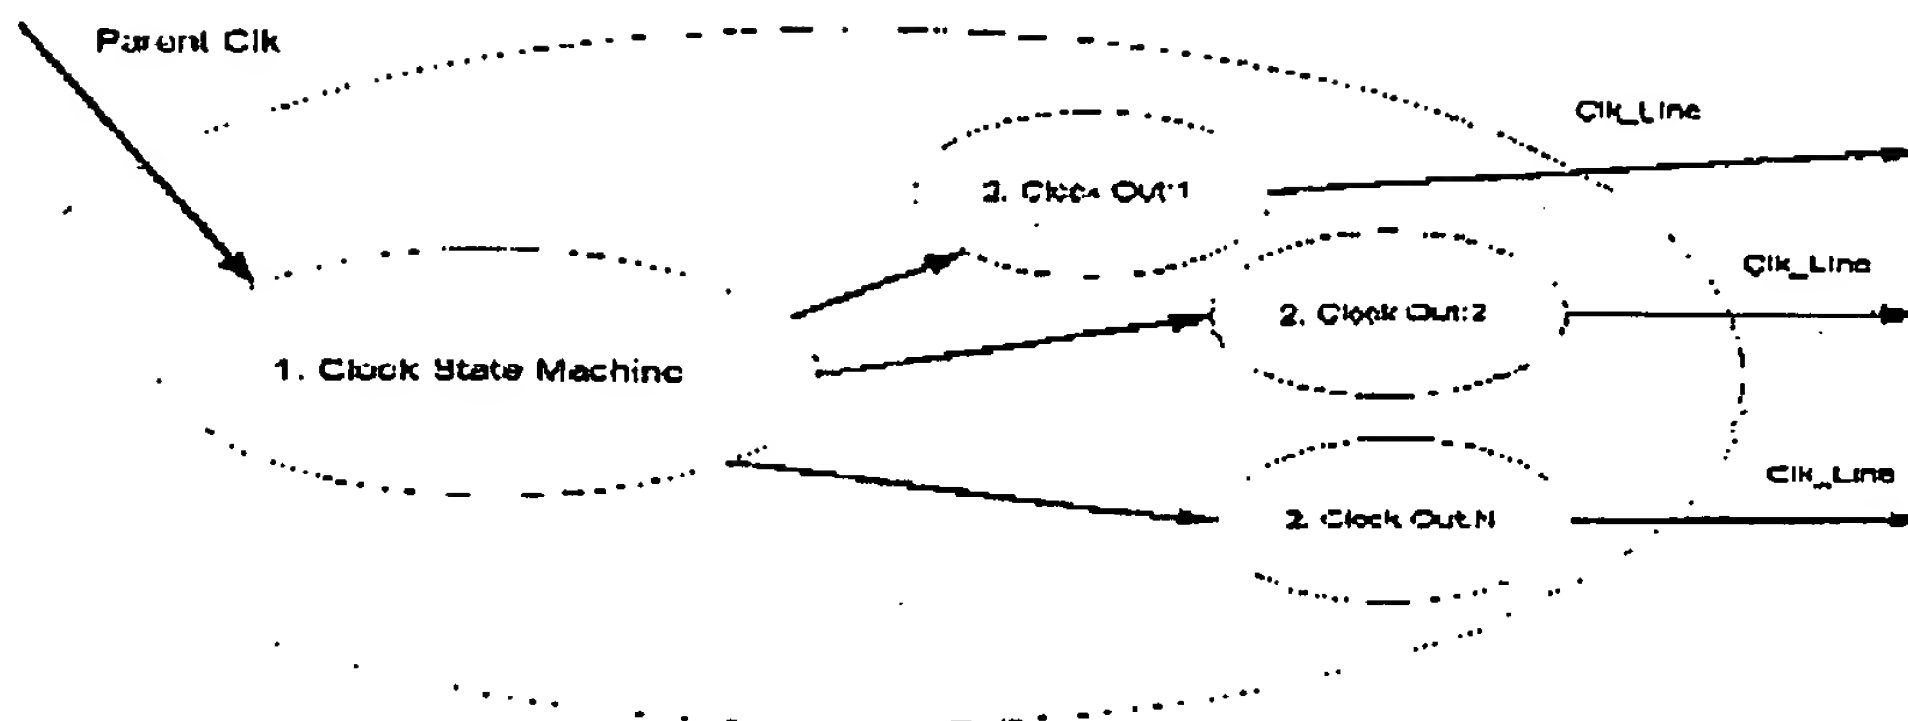 Parent Clk
Clk_Line
2. Clock Out:1
Clk_Line
2. Clock Out:2
1. Clock State Machine
Clk_Line
2. Clock Out:N